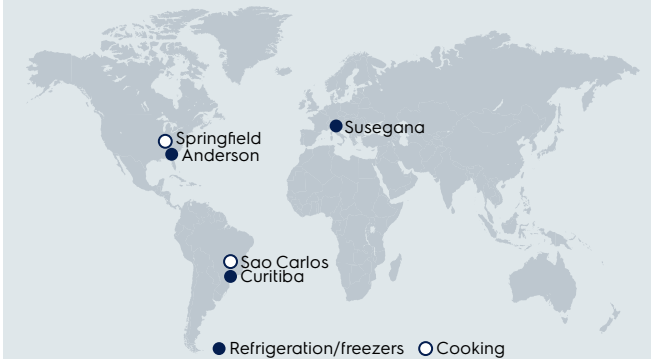 Springfield
Anderson
Susegana
Sao Carlos
Curitiba
Refrigeration/freezers Cooking